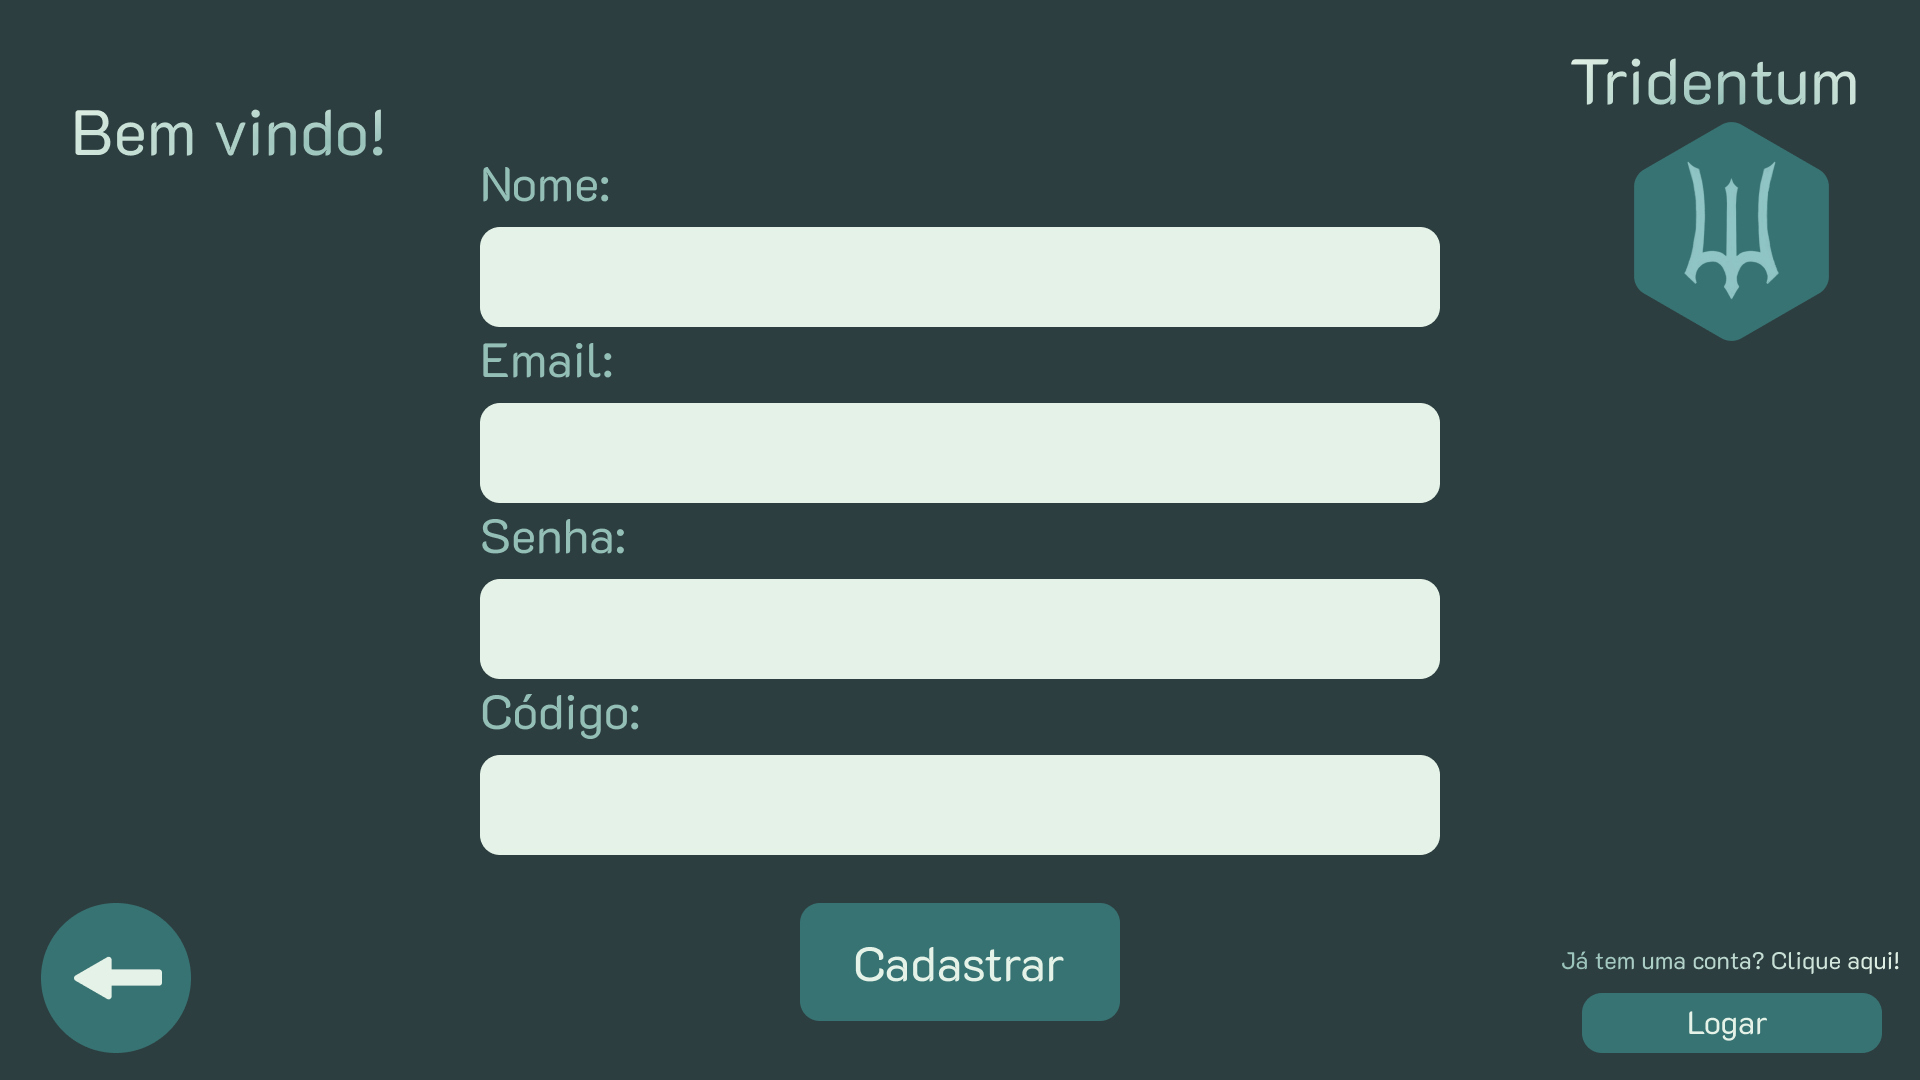 Tridentum
Bem vindo!
Nome:
Email:
Senha:
Código:
Cadastrar
Já tem uma conta? Clique aqui!
Logar